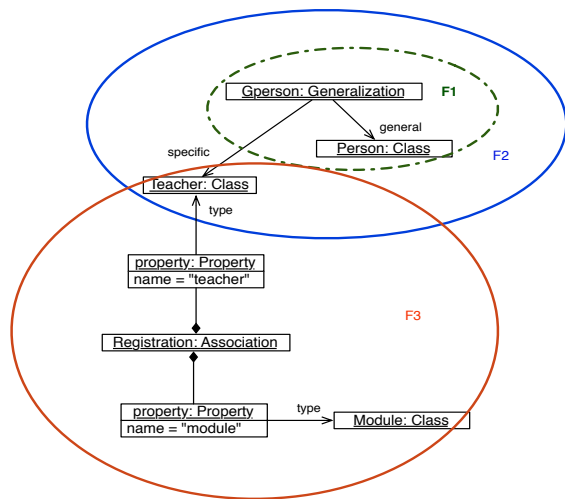 Gperson: Generalization
F1
general
Person: Class
specific
F2
Teacher: Class
type
property: Property
name = "teacher"
F3
Registration: Association
property: Property
name = "module"
type
Module: Class